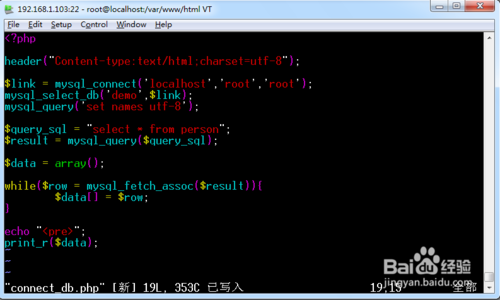 192.168.1.103:22 - root@localhost:/var/www/html VT
File Edit Setup Control Window Help
<?php
header("Content-type:text/html;charset=utf-8");
$link = mysql_connect('localhost','root','root');
mysql_select_db('demo',$link);
mysql_query('set names utf-8');
$query_sql = "select * from person";
$result = mysql_query($query_sql);
$data = array();
while($row = mysql_fetch_assoc($result)){
$data[] = $row;
}
echo "<pre>";
print_r($data);
~
~
~
"connect_db.php" [新] 19L, 353C 已写入 19,15 全部
Baidu 经验
jingyan.baidu.com